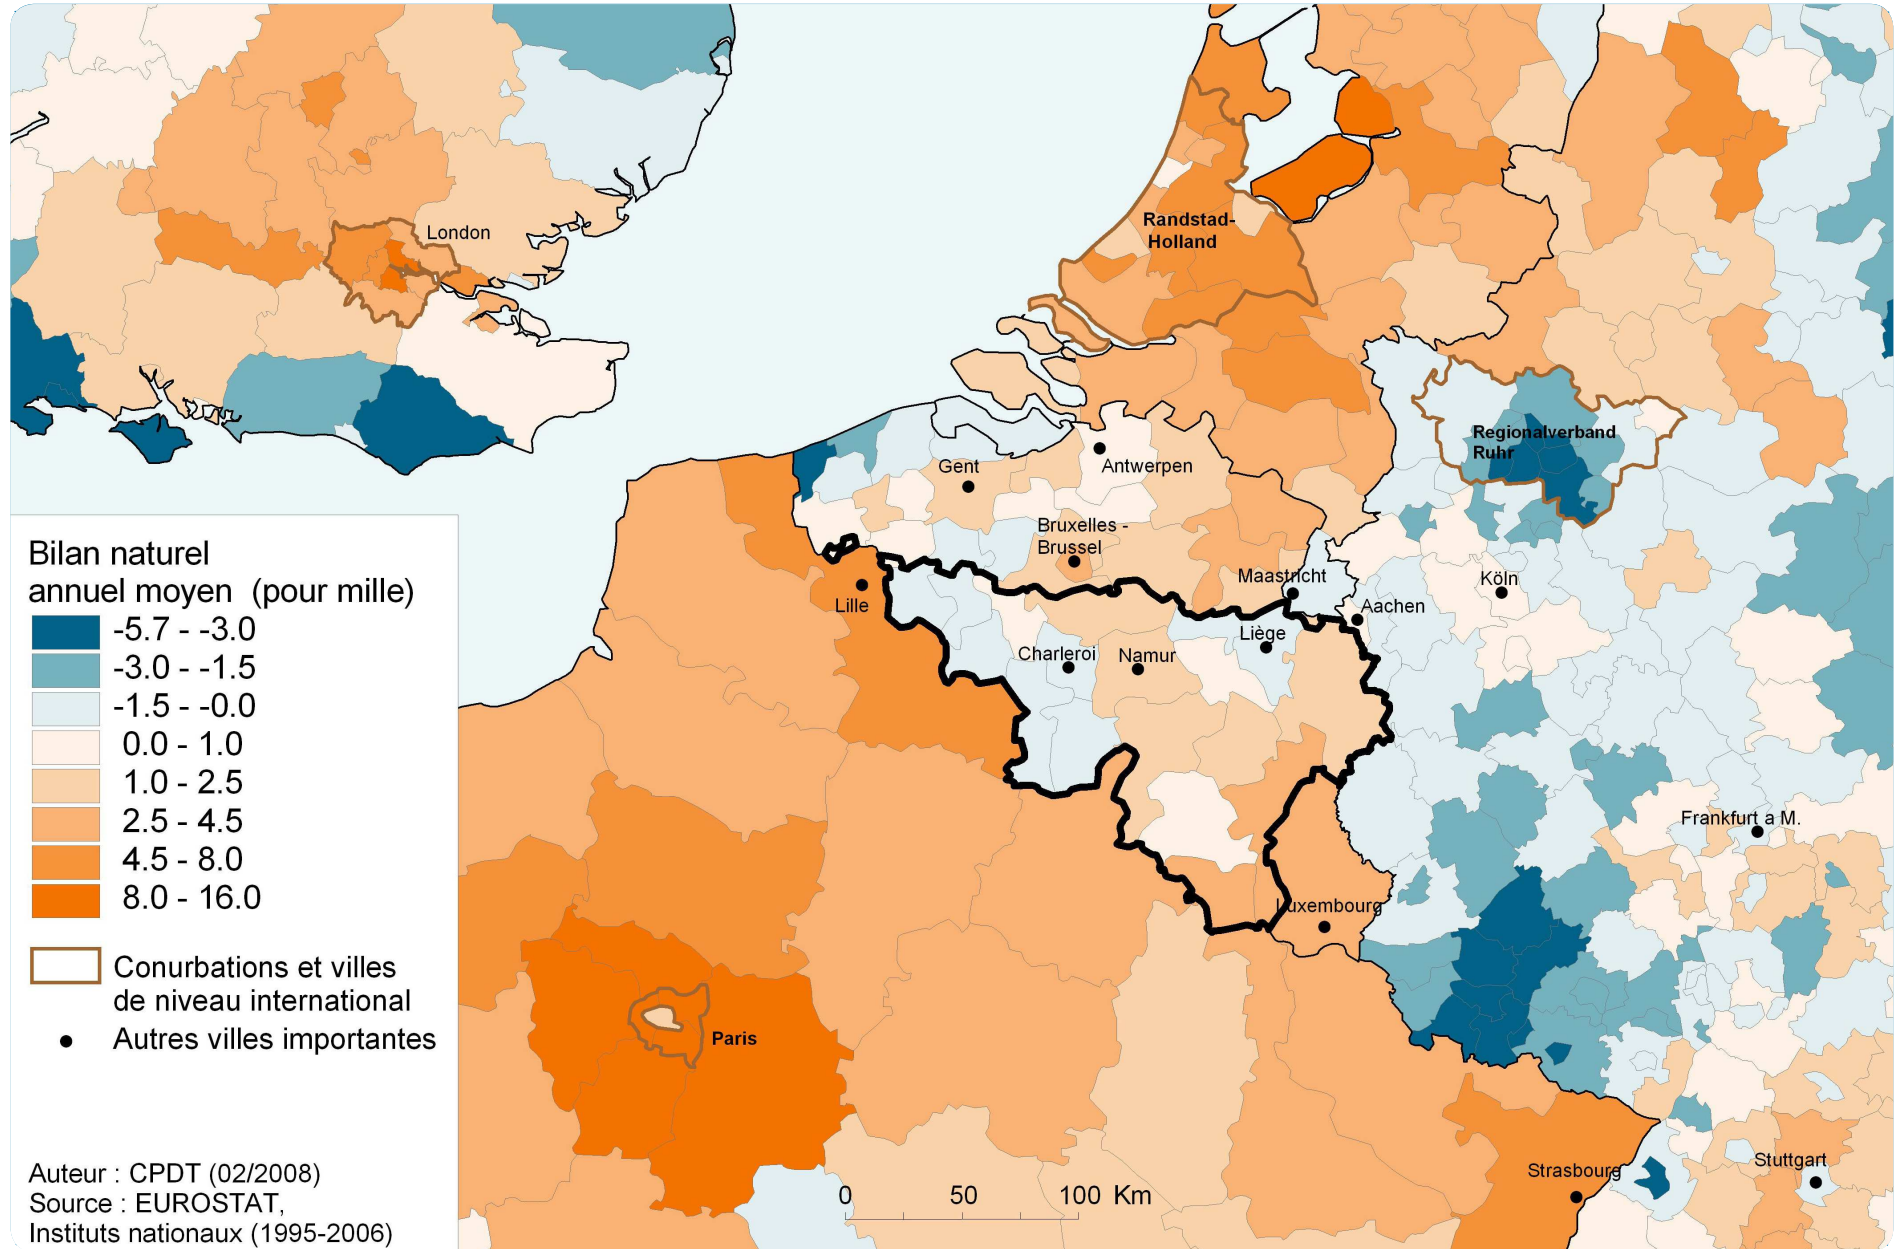 London
Randstad-
Holland
Regionalverband
Ruhr
Gent
Antwerpen
Bruxelles -
Brussel
Maastricht
Köln
Lille
Aachen
Liège
Charleroi
Namur
Frankfurt a M.
Luxembourg
Paris
Strasbourg
Stuttgart
Bilan naturel
annuel moyen (pour mille)
-5.7 - -3.0
-3.0 - -1.5
-1.5 - -0.0
0.0 - 1.0
1.0 - 2.5
2.5 - 4.5
4.5 - 8.0
8.0 - 16.0
Conurbations et villes
de niveau international
Autres villes importantes
Auteur : CPDT (02/2008)
Source : EUROSTAT,
Instituts nationaux (1995-2006)
0 50 100 Km